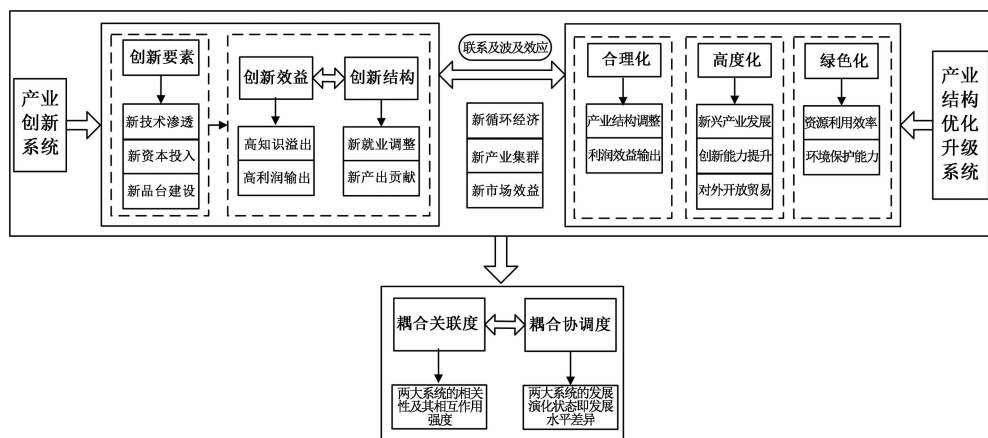 产业
创新
系统
创新要素
新技术渗透
新资本投入
新品台建设
创新效益
创新结构
高知识溢出
高利润输出
新就业调整
新产出贡献
联系及波及效应
新循环经济
新产业集群
新市场效益
合理化
产业结构调整
利润效益输出
高度化
新兴产业发展
创新能力提升
对外开放贸易
绿色化
资源利用效率
环境保护能力
产业
结构
优化
升级
系统
耦合关联度
耦合协调度
两大系统的相关
性及其相互作用
强度
两大系统的发展
演化状态即发展
水平差异